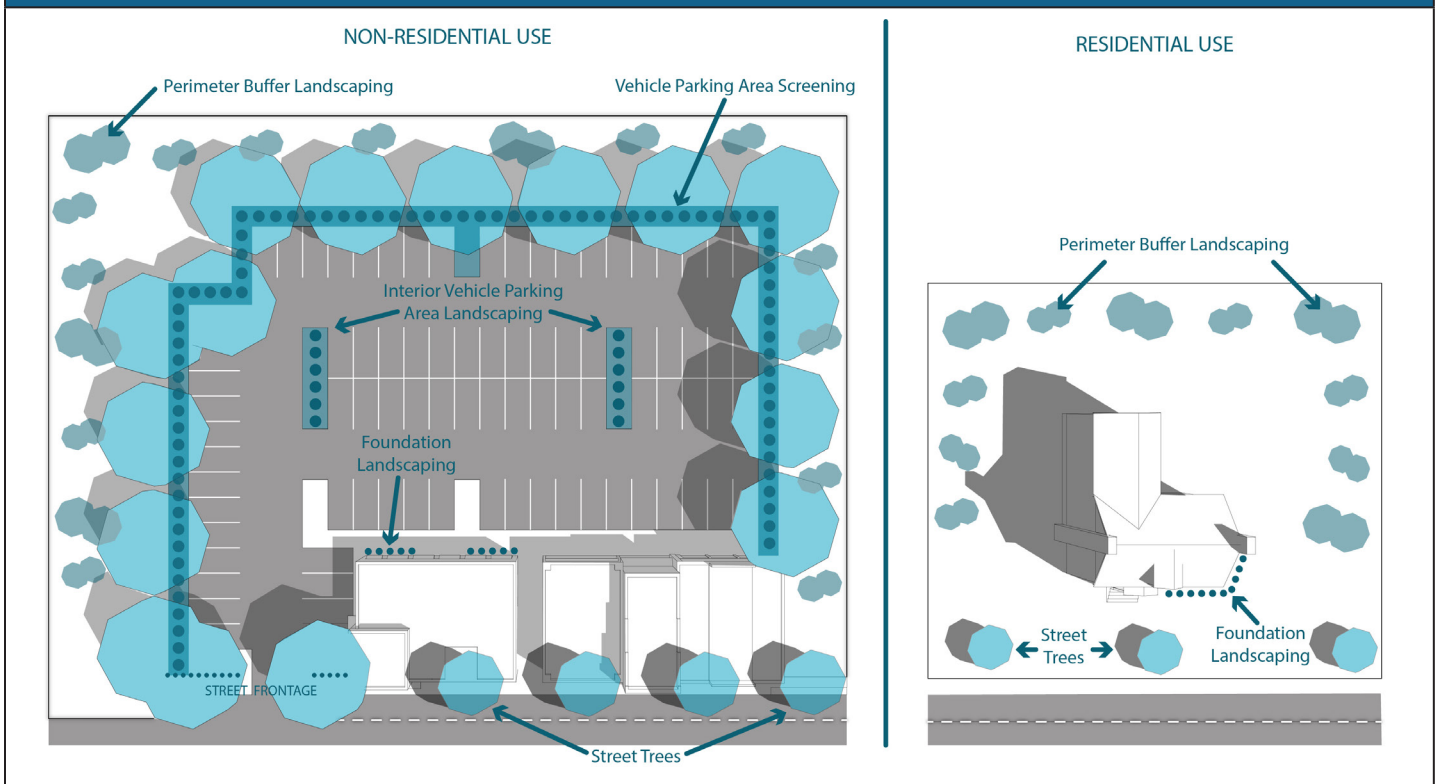 NON-RESIDENTIAL USE
Perimeter Buffer Landscaping
Vehicle Parking Area Screening
Interior Vehicle Parking
Area Landscaping
Foundation
Landscaping
STREET FRONTAGE
Street Trees
RESIDENTIAL USE
Perimeter Buffer Landscaping
Street
Trees
Foundation
Landscaping